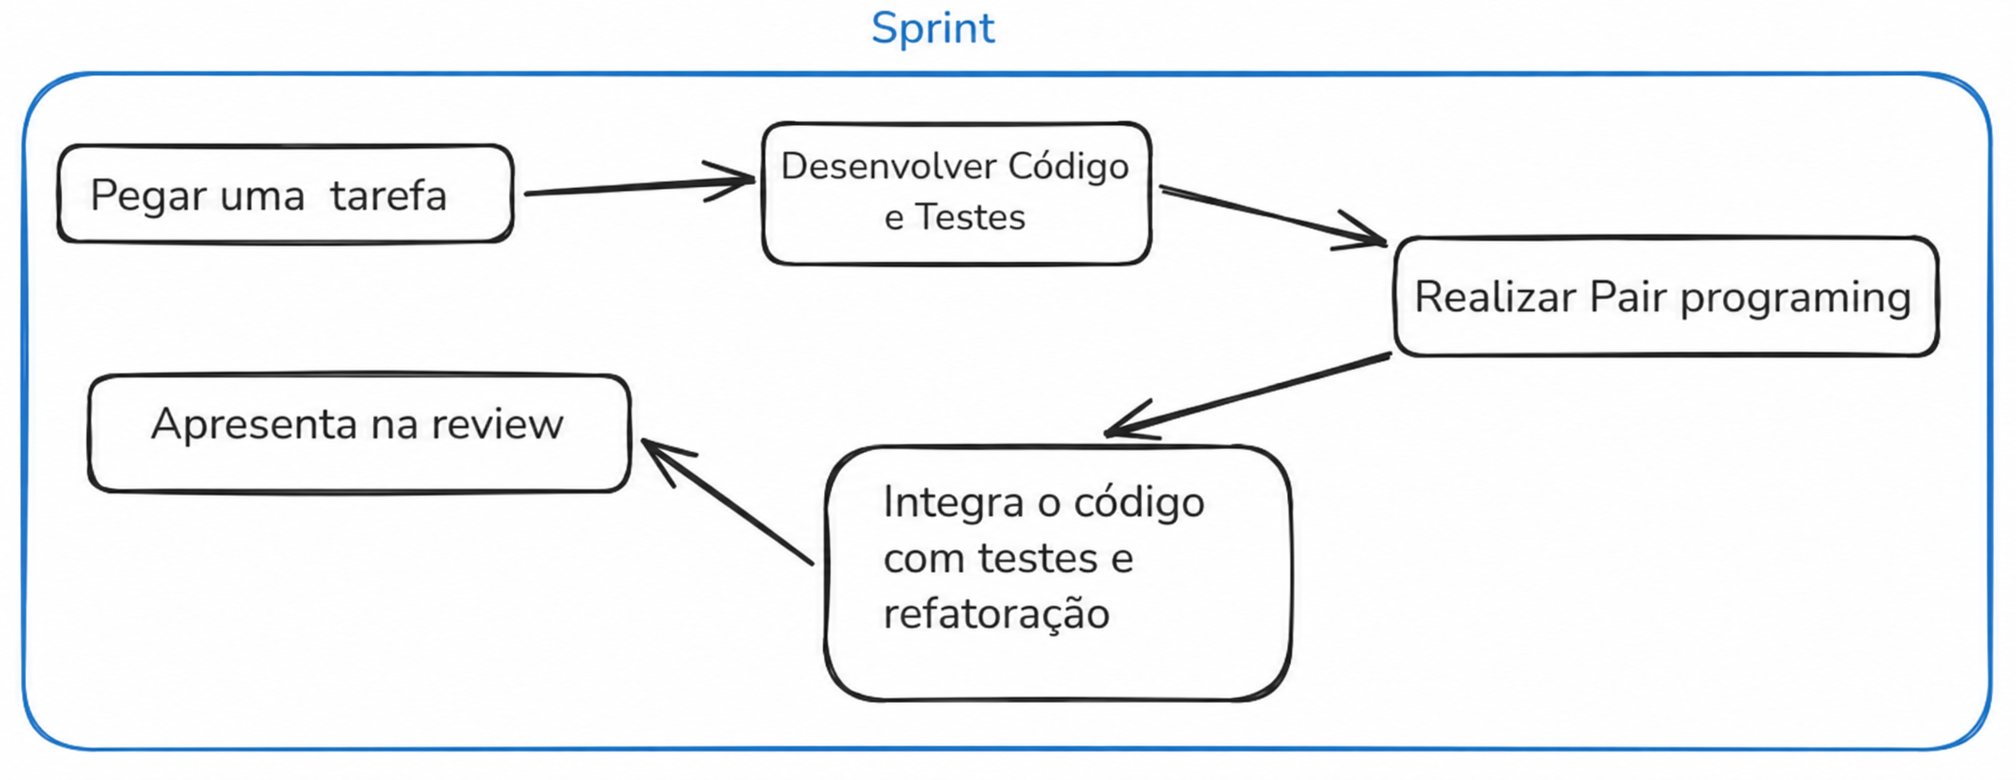 Sprint
Pegar uma  tarefa
Desenvolver Código
e Testes
Realizar Pair programing
Integra o código
com testes e
refatoração
Apresenta na review